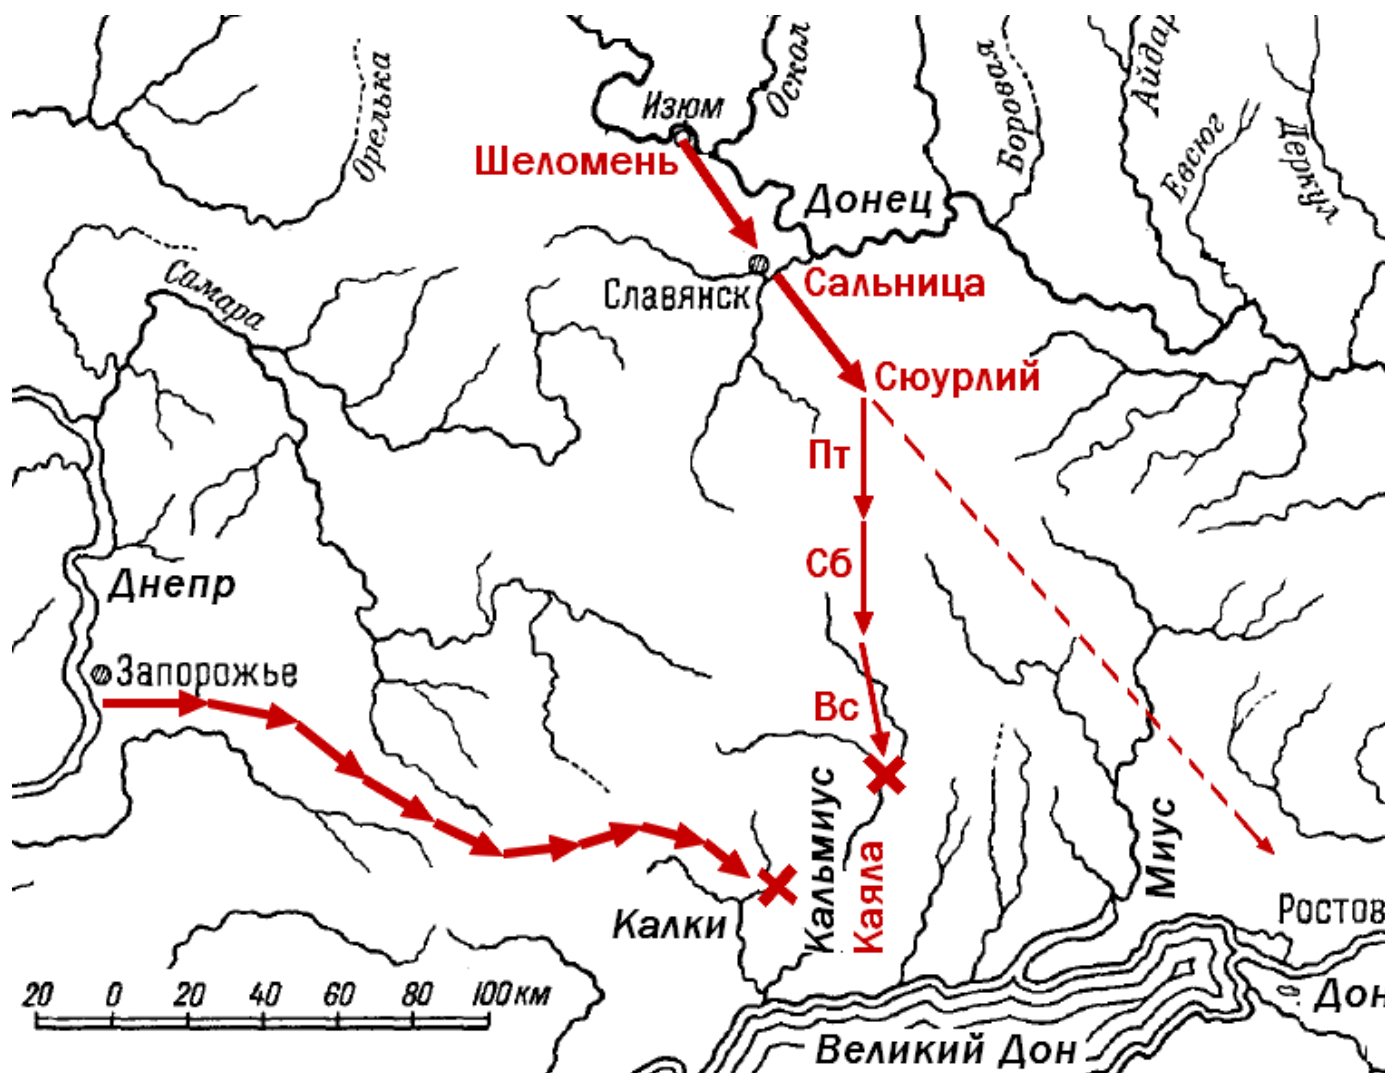 Изюм
Оскол
Боровая
Айдар
Орелька
Евсюг
Деркул
Шеломень
Донец
Самара
Славянск
Сальница
Сюурлий
Пт
Сб
Днепр
Запорожье
Вс
Кальмиус
Каяла
Миус
Калки
Ростов
20 0 20 40 60 80 100 км
Дон
Великий Дон